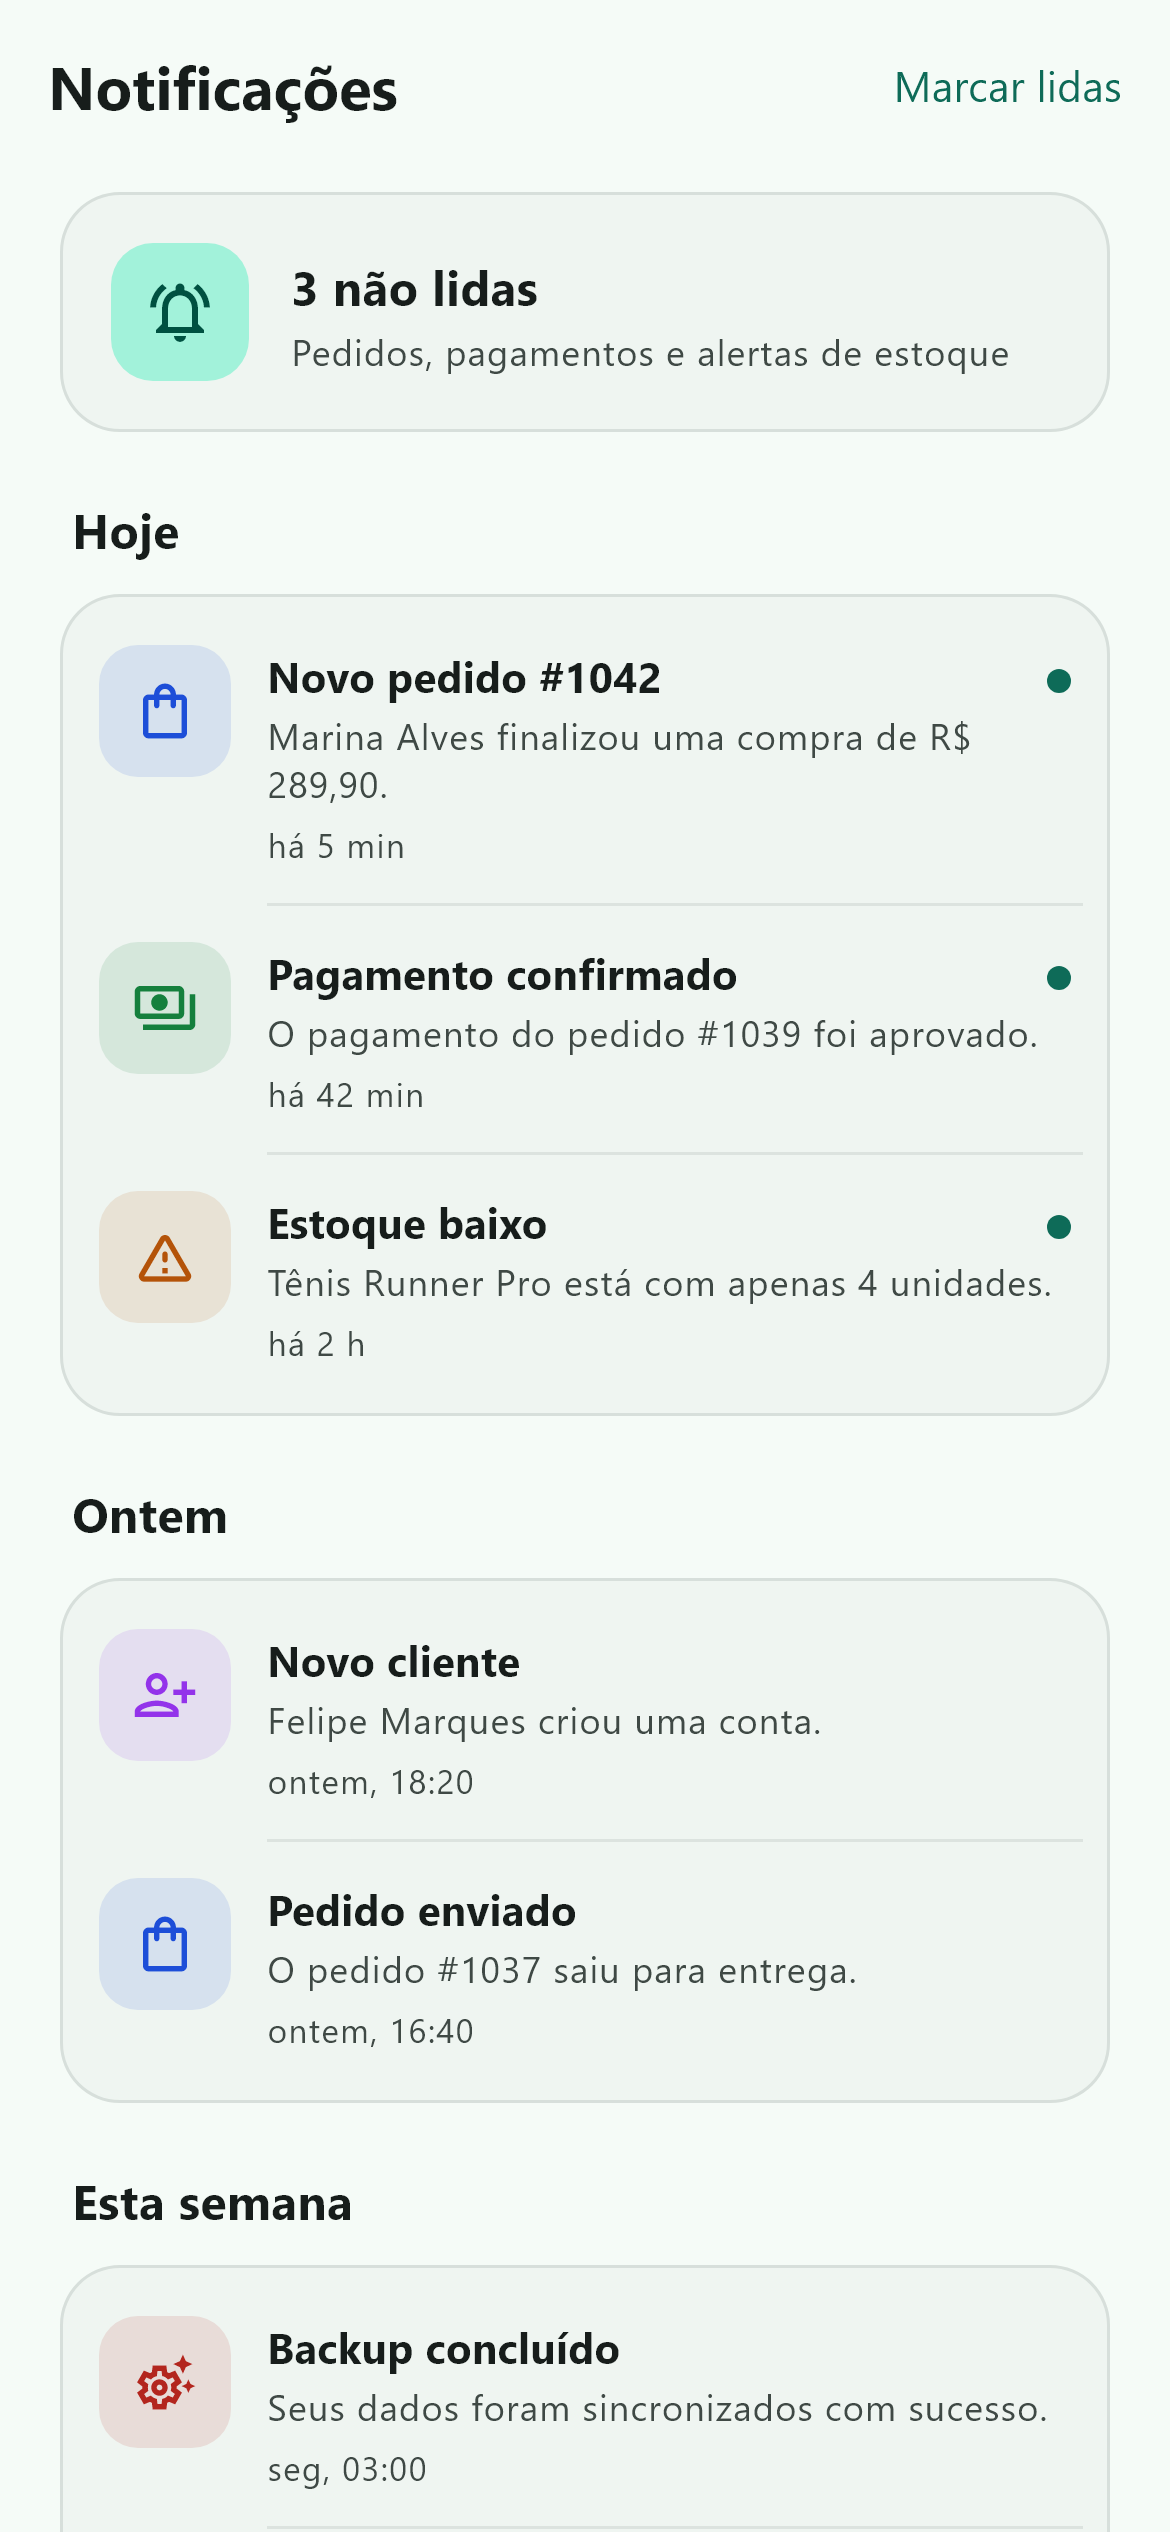 Notificações
Marcar lidas
3 não lidas
Pedidos, pagamentos e alertas de estoque
Hoje
Novo pedido #1042
Marina Alves finalizou uma compra de R$
289,90.
há 5 min
Pagamento confirmado
O pagamento do pedido #1039 foi aprovado.
há 42 min
Estoque baixo
Tênis Runner Pro está com apenas 4 unidades.
há 2 h
Ontem
Novo cliente
Felipe Marques criou uma conta.
ontem, 18:20
Pedido enviado
O pedido #1037 saiu para entrega.
ontem, 16:40
Esta semana
Backup concluído
Seus dados foram sincronizados com sucesso.
seg, 03:00